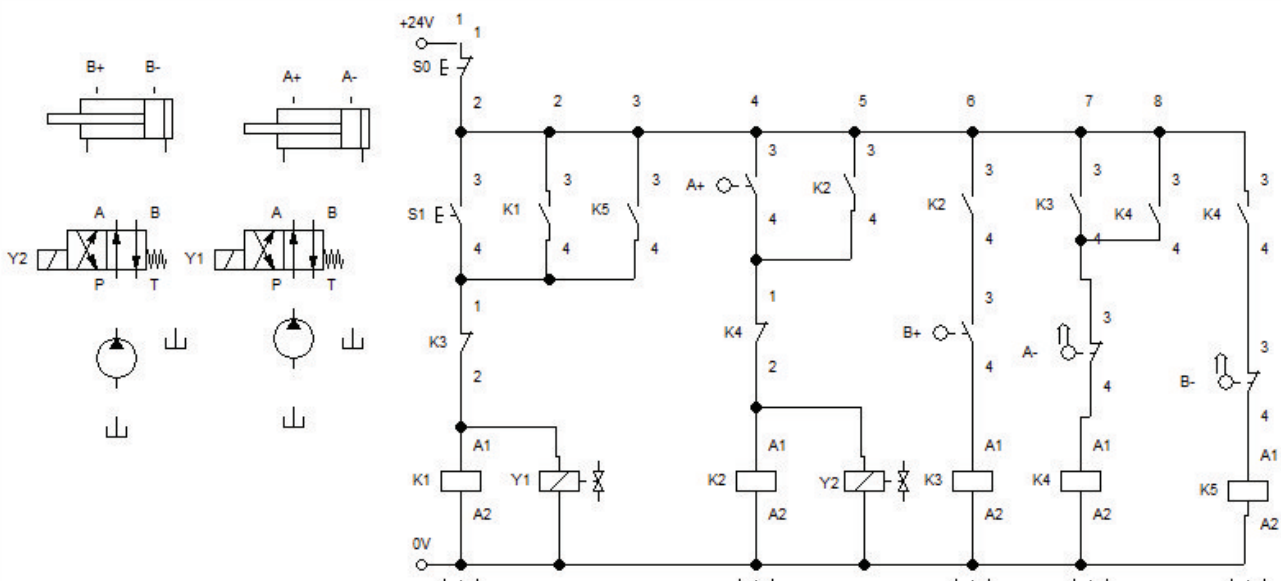 +24V 1
1
S0
B+ B-
A+ A-
2 2 3 4 5 6 7 8
3 3 3 3 3 3 3 3 3
S1 K1 K5 A+ K2 K2 K3 K4 K4
4 4 4 4 4 4 4 4 4
A B A B
Y2 Y1
P T P T
1 1 3 3
K3 K4 B+ A- 3
2 2 4 4 B-
4
A1 A1 A1 A1 A1
K1 Y1 K2 Y2 K3 K4 K5
A2 A2 A2 A2 A2
0V